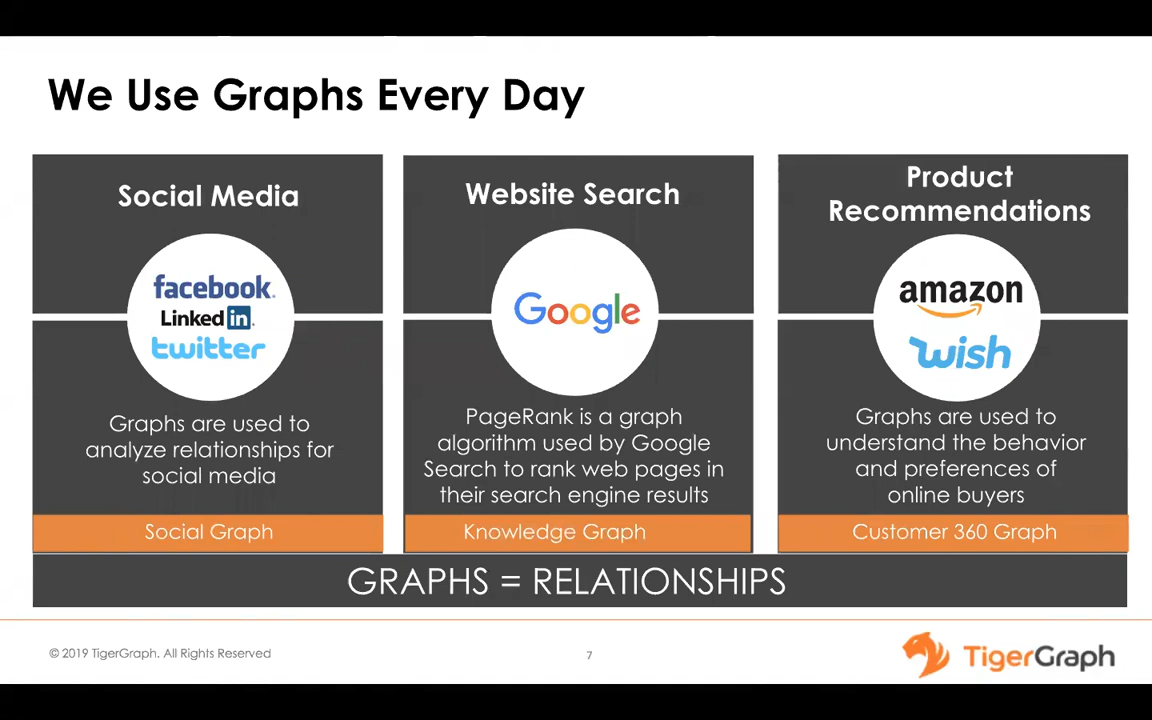 We Use Graphs Every Day
Social Media
facebook.
Linked in.
twitter
Graphs are used to
analyze relationships for
social media
Social Graph
Website Search
Google
PageRank is a graph
algorithm used by Google
Search to rank web pages in
their search engine results
Knowledge Graph
Product
Recommendations
amazon
wish
Graphs are used to
understand the behavior
and preferences of
online buyers
Customer 360 Graph
GRAPHS = RELATIONSHIPS
© 2019 TigerGraph. All Rights Reserved
7
TigerGraph